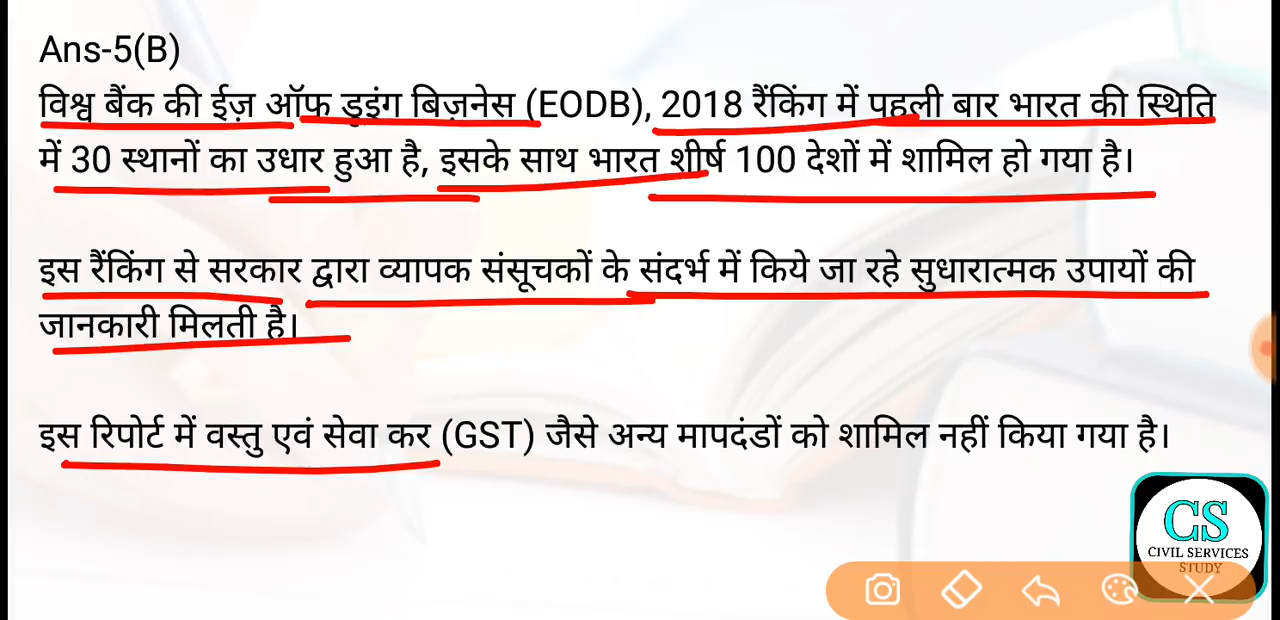 Ans-5(B)
विश्व बैंक की ईज़ ऑफ डूइंग बिज़नेस (EODB), 2018 रैंकिंग में पहली बार भारत की स्थिति
में 30 स्थानों का उधार हुआ है, इसके साथ भारत शीर्ष 100 देशों में शामिल हो गया है।
इस रैंकिंग से सरकार द्वारा व्यापक संसूचकों के संदर्भ में किये जा रहे सुधारात्मक उपायों की
जानकारी मिलती है।
इस रिपोर्ट में वस्तु एवं सेवा कर (GST) जैसे अन्य मापदंडों को शामिल नहीं किया गया है।
CS
CIVIL SERVICES
STUDY